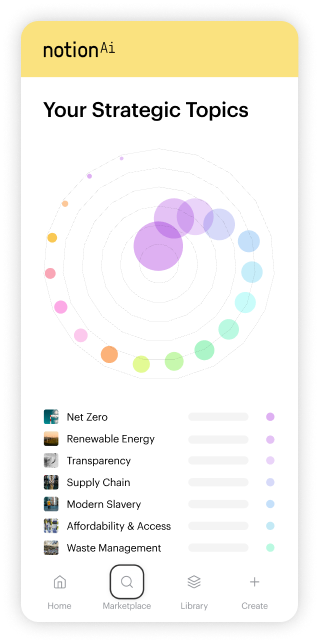 notionAi
Your Strategic Topics
Net Zero
Renewable Energy
Transparency
Supply Chain
Modern Slavery
Affordability & Access
Waste Management
Home Marketplace Library Create